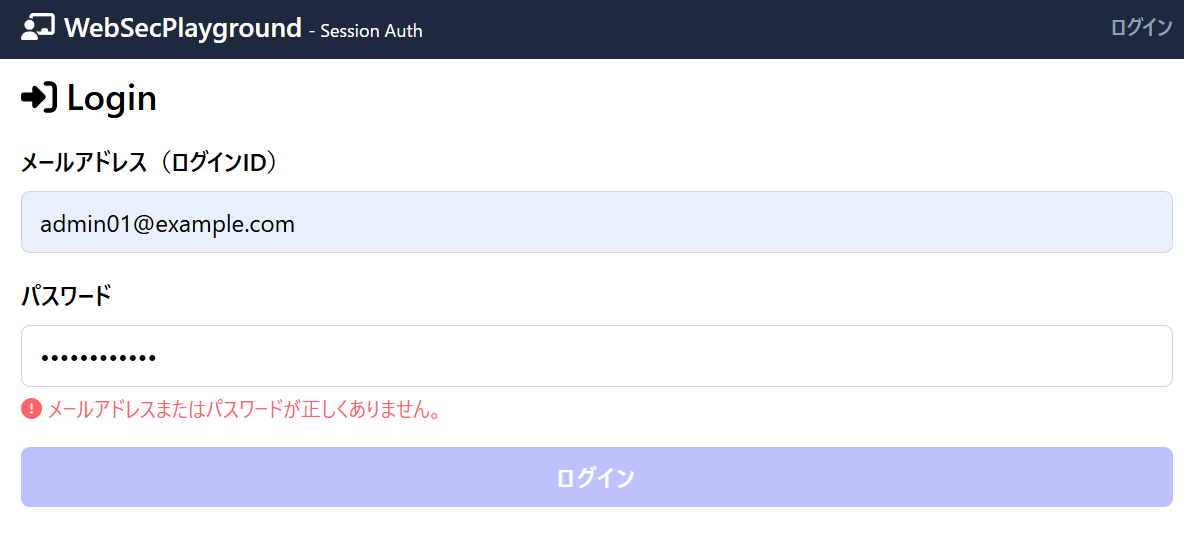 WebSecPlayground - Session Auth ログイン
Login
メールアドレス（ログインID）
admin01@example.com
パスワード
••••••••••••
メールアドレスまたはパスワードが正しくありません。
ログイン